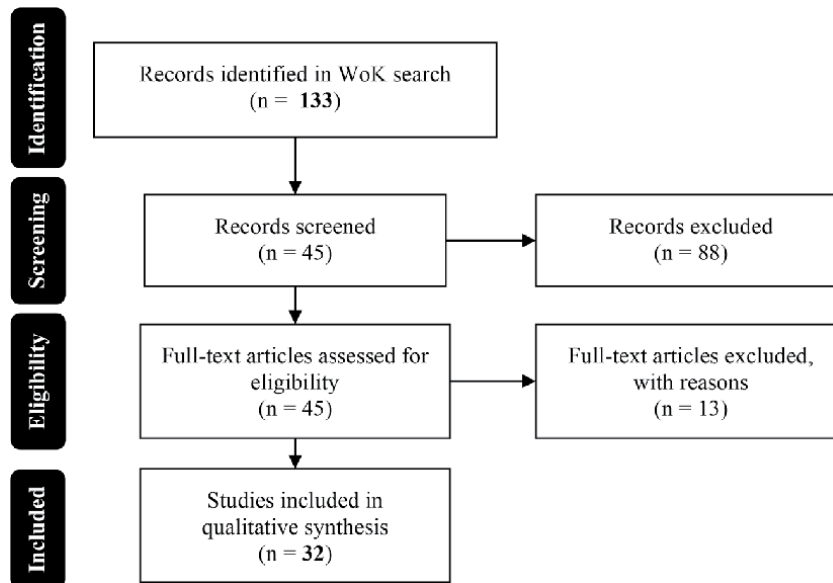 Identification
Records identified in WoK search
(n = 133)
Screening
Records screened
(n = 45)
Records excluded
(n = 88)
Eligibility
Full-text articles assessed for
eligibility
(n = 45)
Full-text articles excluded,
with reasons
(n = 13)
Included
Studies included in
qualitative synthesis
(n = 32)